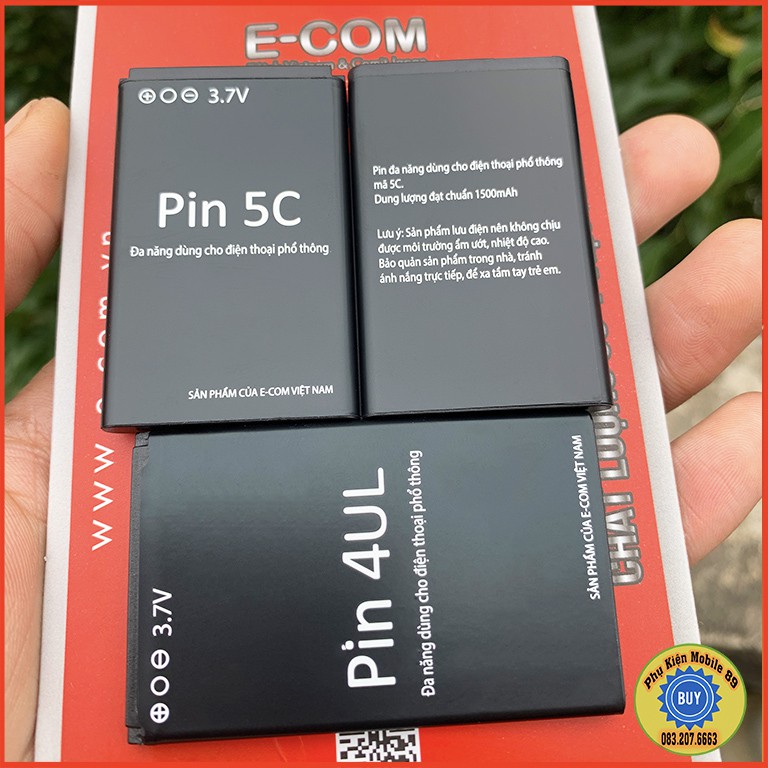 E-COM
3.7V
Pin 5C
Đa năng dùng cho điện thoại phổ thông
SẢN PHẨM CỦA E-COM VIỆT NAM
Pin đa năng dùng cho điện thoại phổ thông
mã 5C.
Dung lượng đạt chuẩn 1500mAh
Lưu ý: Sản phẩm lưu điện nên không chịu
được môi trường ẩm ướt, nhiệt độ cao.
Bảo quản sản phẩm trong nhà, tránh
ánh nắng trực tiếp, để xa tầm tay trẻ em.
3.7V
Pin 4UL
Đa năng dùng cho điện thoại phổ thông
SẢN PHẨM CỦA E-COM VIỆT NAM
www
CHẤT
Phụ Kiện Mobile 89
BUY
083.207.6663